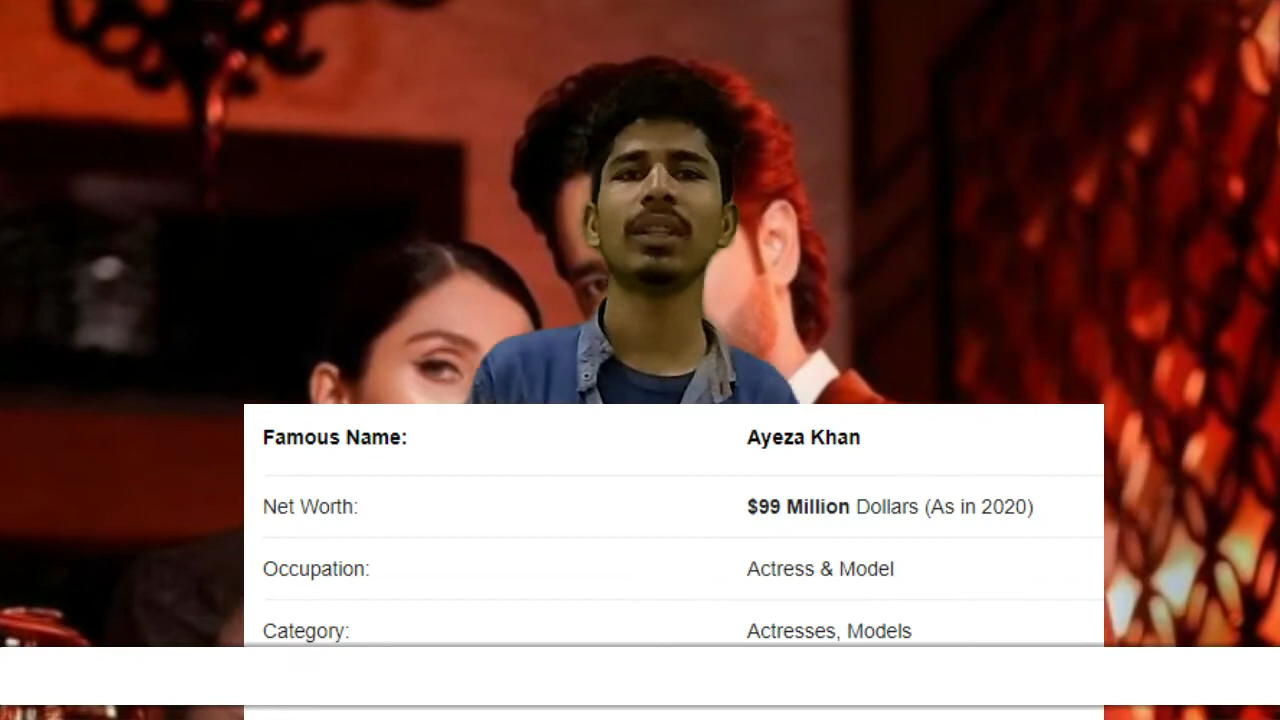 Famous Name: Ayeza Khan
Net Worth: $99 Million Dollars (As in 2020)
Occupation: Actress & Model
Category: Actresses, Models